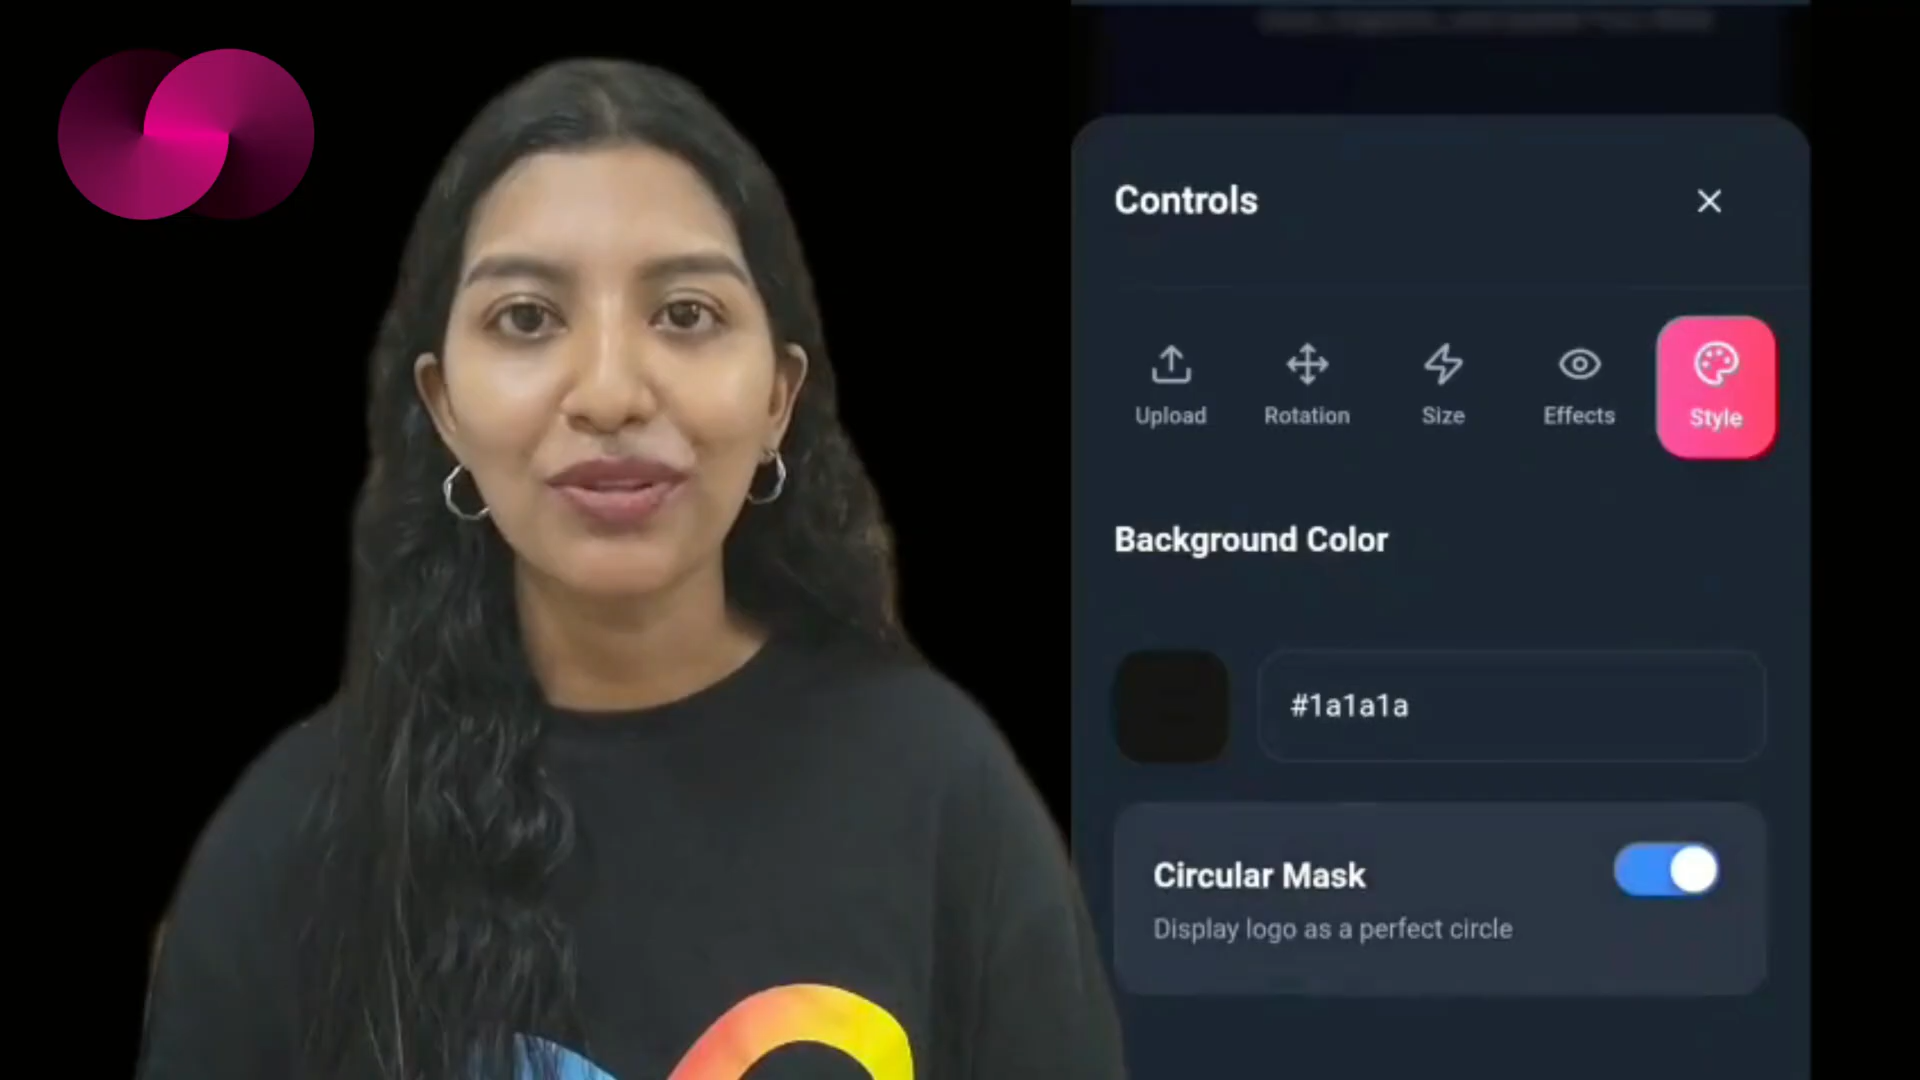 Controls
Upload
Rotation
Size
Effects
Style
Background Color
#1a1a1a
Circular Mask
Display logo as a perfect circle